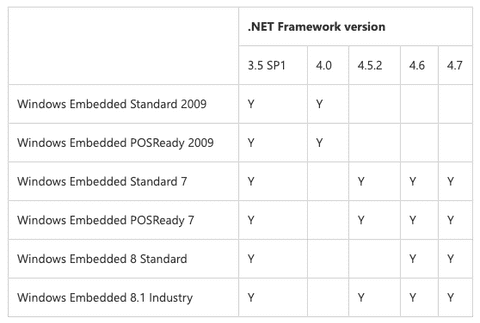 .NET Framework version
3.5 SP1 4.0 4.5.2 4.6 4.7
Windows Embedded Standard 2009 Y Y
Windows Embedded POSReady 2009 Y Y
Windows Embedded Standard 7 Y Y Y Y
Windows Embedded POSReady 7 Y Y Y Y
Windows Embedded 8 Standard Y Y Y
Windows Embedded 8.1 Industry Y Y Y Y